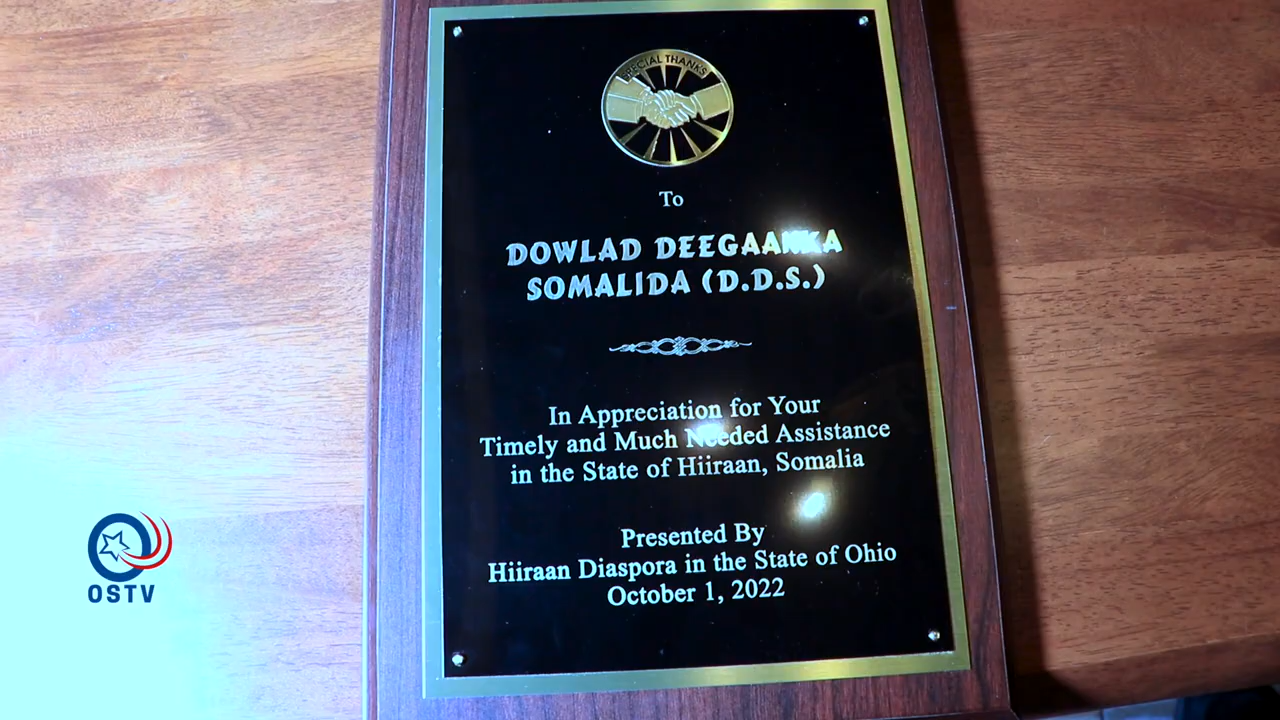 SPECIAL THANKS
To
DOWLAD DEEGAANKA
SOMALIDA (D.D.S.)
In Appreciation for Your
Timely and Much Needed Assistance
in the State of Hiiraan, Somalia
Presented By
Hiiraan Diaspora in the State of Ohio
October 1, 2022
OSTV